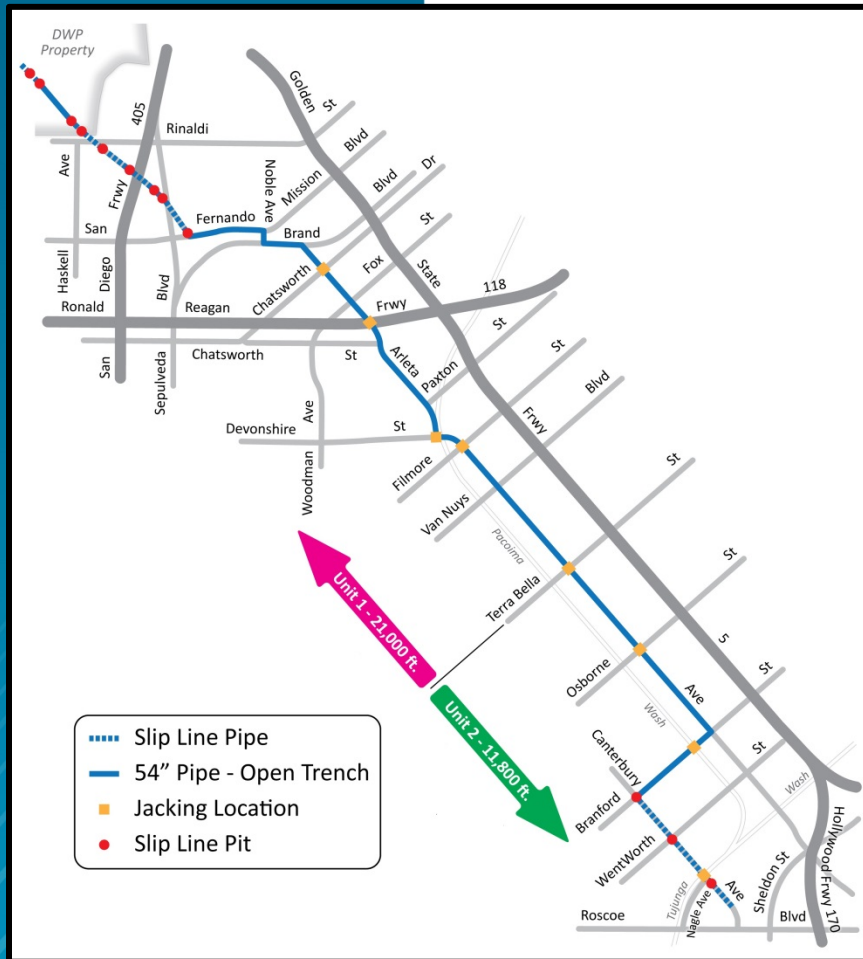 DWP
Property
405
Golden
St
Rinaldi
Blvd
Ave
Frwy
Noble Ave
Mission
Blvd
Dr
San
Fernando
Brand
St
Haskell
Diego
Blvd
Chatsworth
Fox
State
118
Ronald
Reagan
Frwy
St
San
Sepulveda
Chatsworth
St
Arleta
Paxton
St
Blvd
Ave
Frwy
Devonshire
St
Woodman
Filmore
Van Nuys
St
Pacoima
Unit 1 - 21,000 ft.
Terra Bella
St
5
Osborne
Ave
St
Unit 2 - 11,800 ft.
Wash
Canterbury
St
Wash
Branford
WentWorth
Hollywood Frwy 170
Tujunga
Nagle Ave
Ave
Sheldon St
Roscoe
Blvd
Slip Line Pipe
54” Pipe - Open Trench
Jacking Location
Slip Line Pit